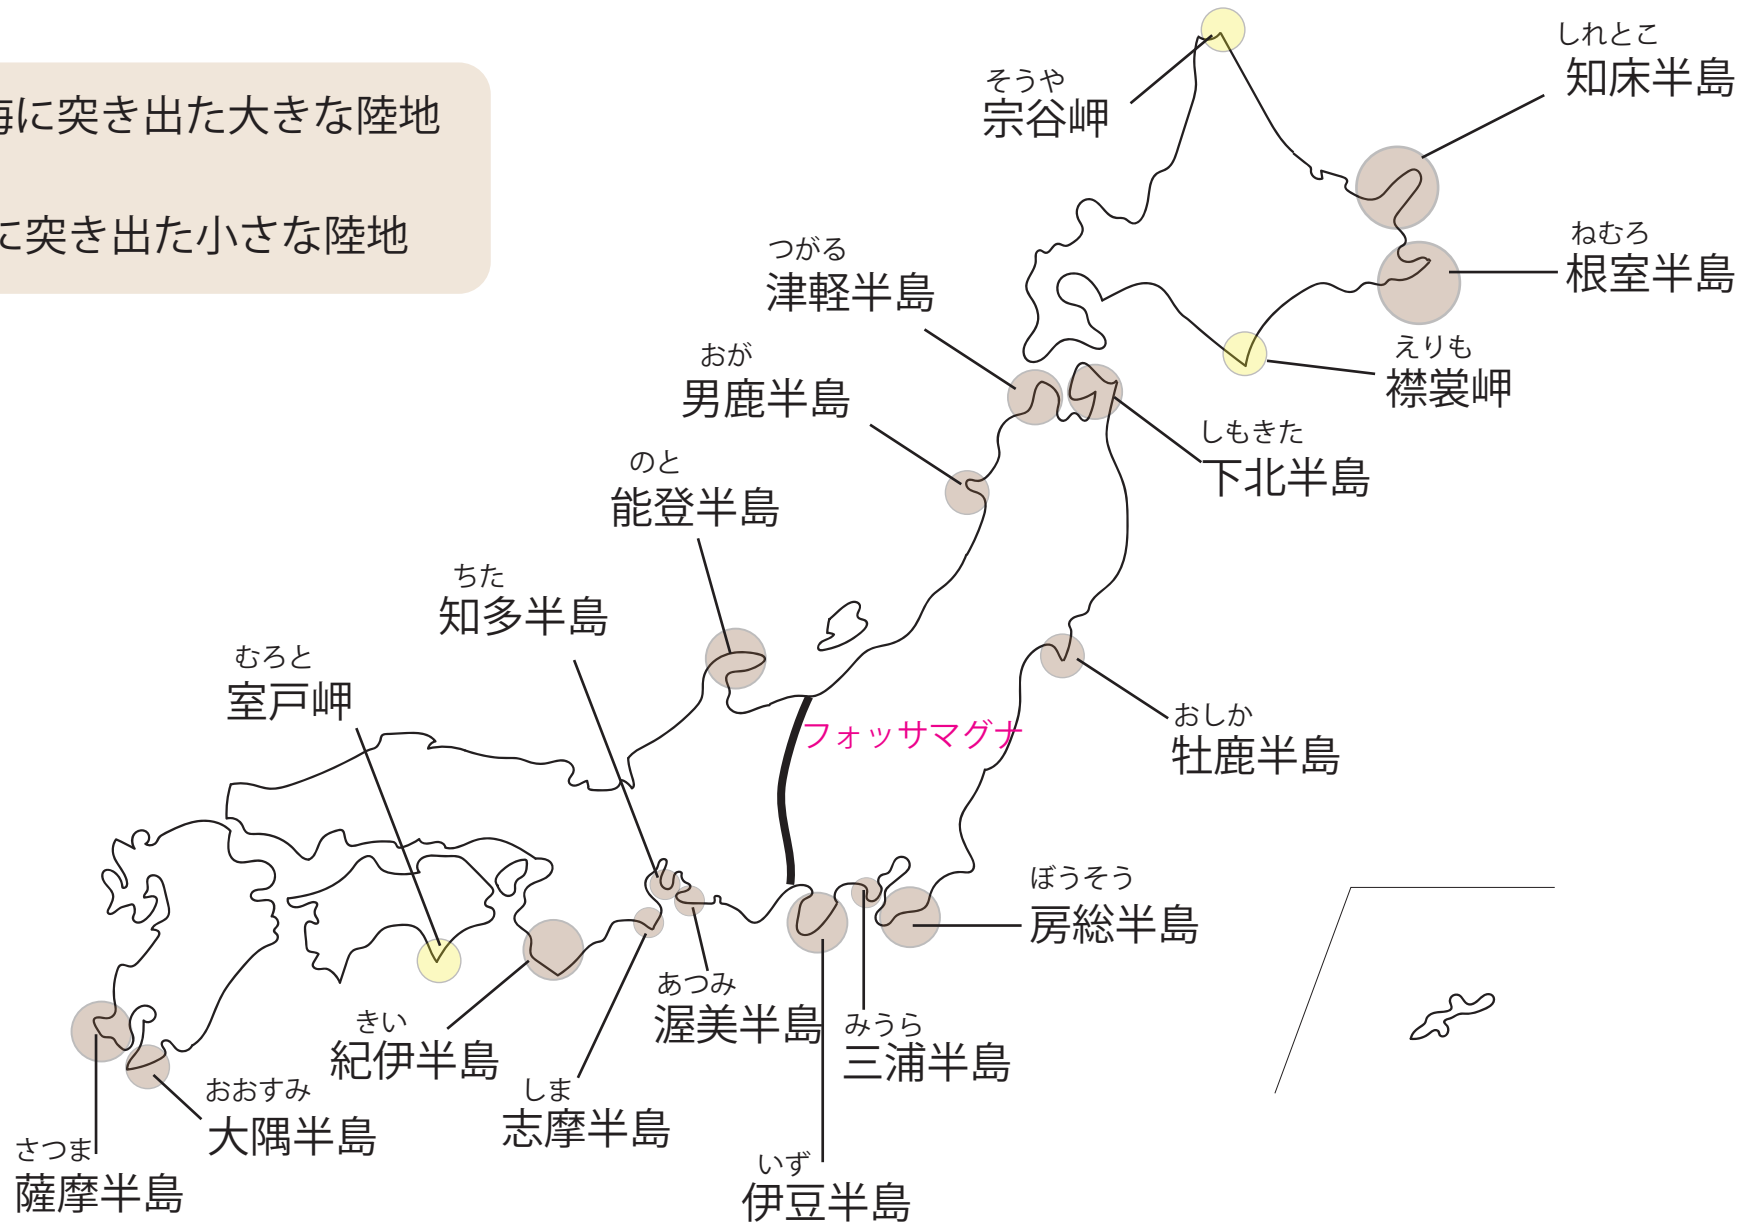 海に突き出た大きな陸地
に突き出た小さな陸地
そうや
宗谷岬
しれとこ
知床半島
ねむろ
根室半島
えりも
襟裳岬
つがる
津軽半島
おが
男鹿半島
しもきた
下北半島
のと
能登半島
ちた
知多半島
むろと
室戸岬
フォッサマグナ
おしか
牡鹿半島
ぼうそう
房総半島
あつみ
渥美半島
みうら
三浦半島
きい
紀伊半島
しま
志摩半島
おおすみ
大隅半島
さつま
薩摩半島
いず
伊豆半島